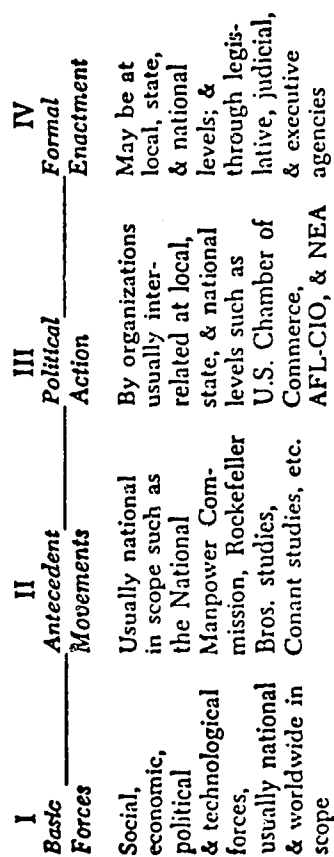 I
Basic
Forces
Social,
economic,
political
& technological
forces,
usually national
& worldwide in
scope
II
Antecedent
Movements
Usually national
in scope such as
the National
Manpower Com-
mission, Rockefeller
Bros. studies,
Conant studies, etc.
III
Political
Action
By organizations
usually inter-
related at local,
state, & national
levels such as
U.S. Chamber of
Commerce,
AFL-CIO, & NEA
IV
Formal
Enactment
May be at
local, state,
& national
levels; &
through legis-
lative, judicial,
& executive
agencies